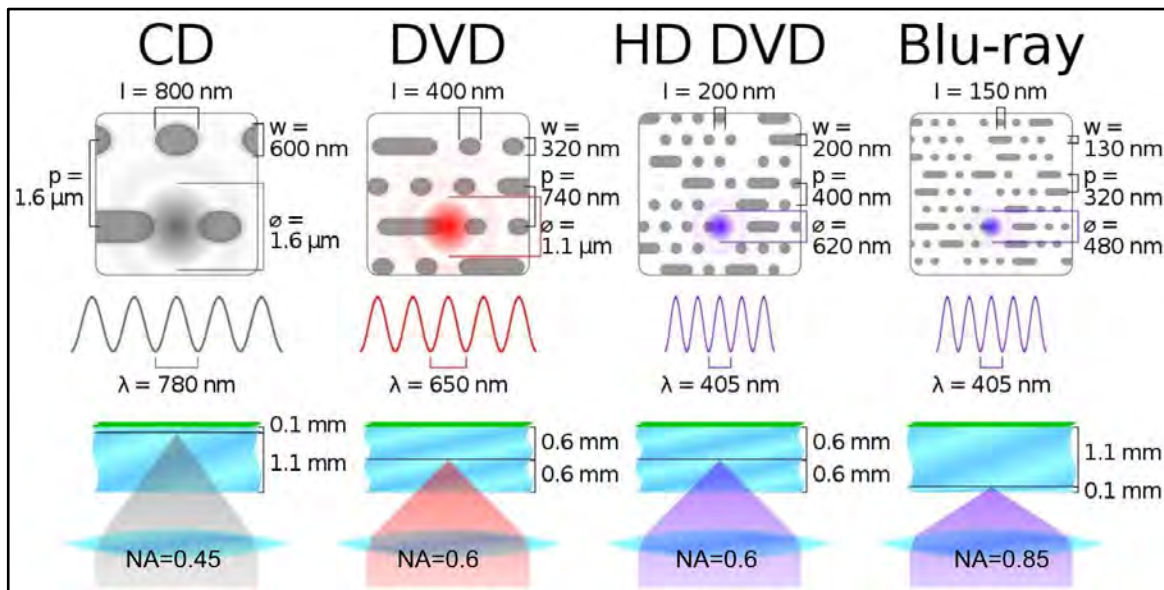 CD
l = 800 nm
w =
600 nm
p =
1.6 µm
ø =
1.6 µm
λ = 780 nm
0.1 mm
1.1 mm
NA=0.45
DVD
l = 400 nm
w =
320 nm
p =
740 nm
ø =
1.1 µm
λ = 650 nm
0.6 mm
0.6 mm
NA=0.6
HD DVD
l = 200 nm
w =
200 nm
p =
400 nm
ø =
620 nm
λ = 405 nm
0.6 mm
0.6 mm
NA=0.6
Blu-ray
l = 150 nm
w =
130 nm
p =
320 nm
ø =
480 nm
λ = 405 nm
1.1 mm
0.1 mm
NA=0.85